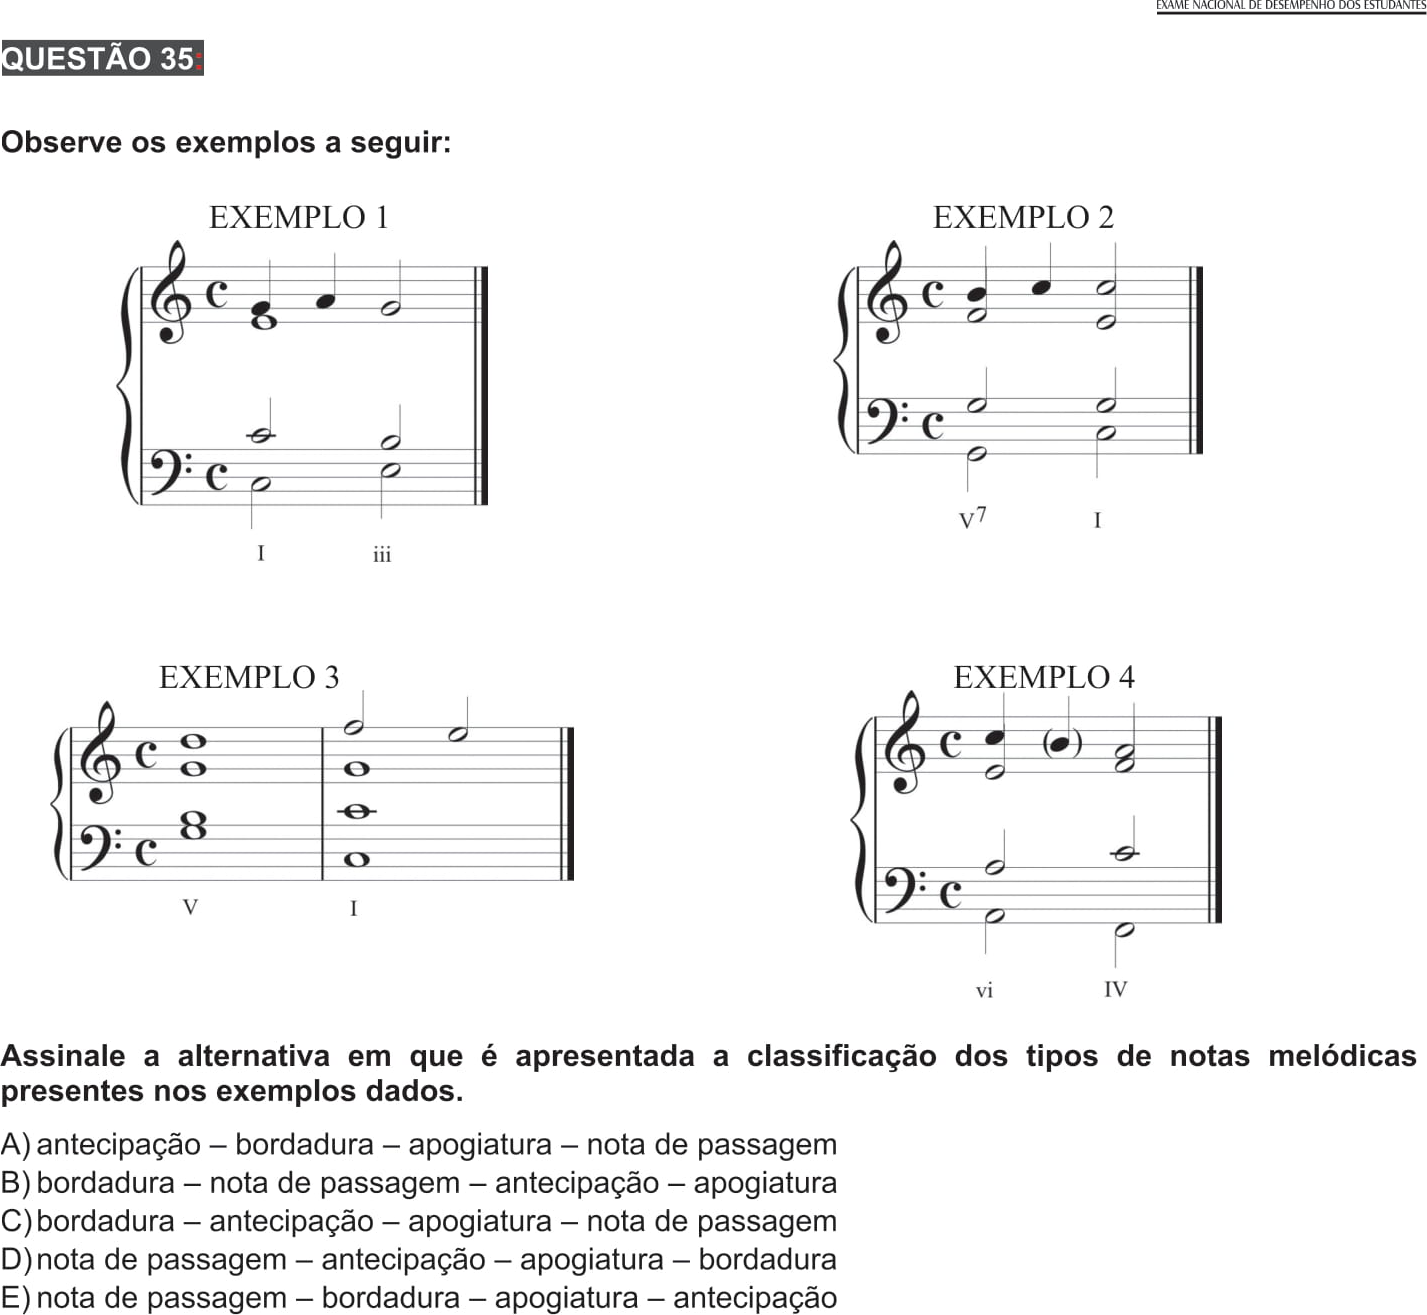 EXAME NACIONAL DE DESEMPENHO DOS ESTUDANTES
QUESTÃO 35:
Observe os exemplos a seguir:
EXEMPLO 1
I iii
EXEMPLO 2
V7 I
EXEMPLO 3
V I
EXEMPLO 4
vi IV
Assinale a alternativa em que é apresentada a classificação dos tipos de notas melódicas
presentes nos exemplos dados.
A) antecipação – bordadura – apogiatura – nota de passagem
B) bordadura – nota de passagem – antecipação – apogiatura
C) bordadura – antecipação – apogiatura – nota de passagem
D) nota de passagem – antecipação – apogiatura – bordadura
E) nota de passagem – bordadura – apogiatura – antecipação